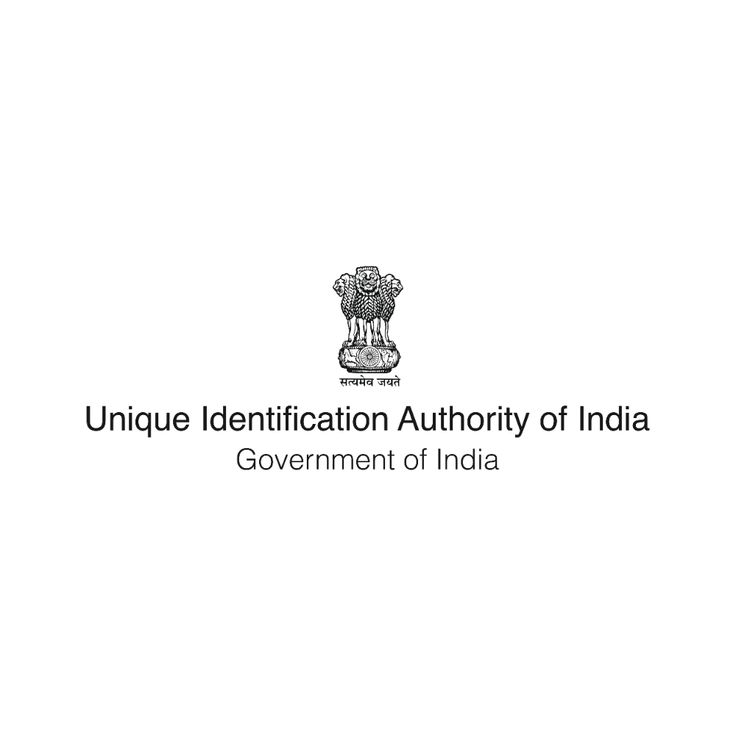 सत्यमेव जयते
Unique Identification Authority of India
Government of India